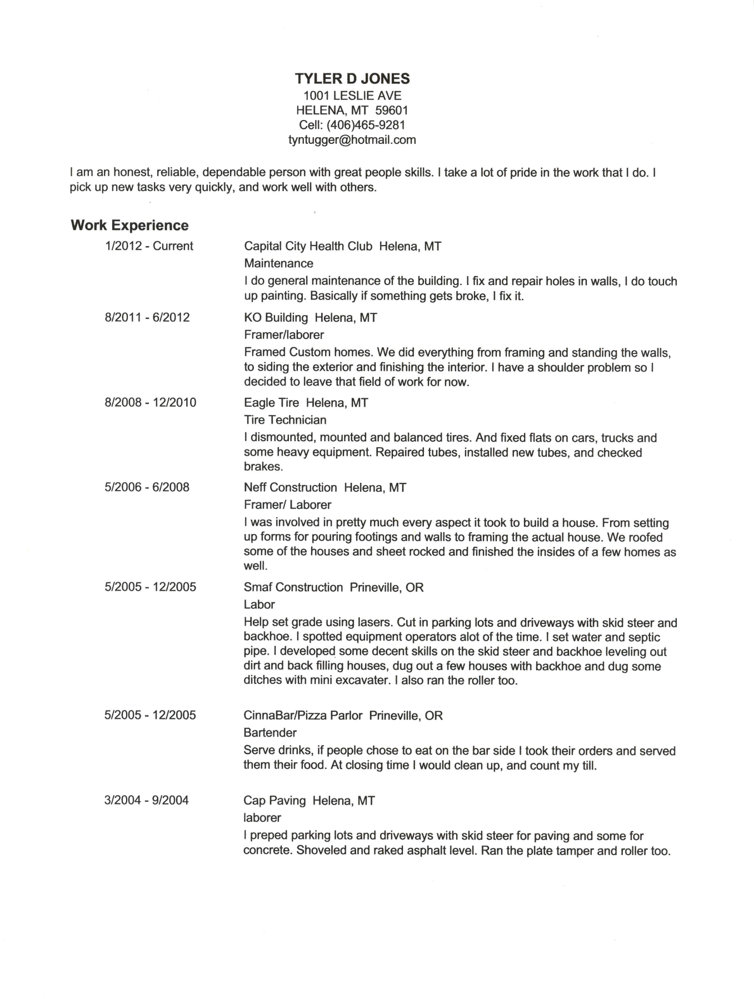 TYLER D JONES
1001 LESLIE AVE
HELENA, MT  59601
Cell: (406)465-9281
tyntugger@hotmail.com
I am an honest, reliable, dependable person with great people skills. I take a lot of pride in the work that I do. I
pick up new tasks very quickly, and work well with others.
Work Experience
1/2012 - Current
Capital City Health Club  Helena, MT
Maintenance
I do general maintenance of the building. I fix and repair holes in walls, I do touch
up painting. Basically if something gets broke, I fix it.
8/2011 - 6/2012
KO Building  Helena, MT
Framer/laborer
Framed Custom homes. We did everything from framing and standing the walls,
to siding the exterior and finishing the interior. I have a shoulder problem so I
decided to leave that field of work for now.
8/2008 - 12/2010
Eagle Tire  Helena, MT
Tire Technician
I dismounted, mounted and balanced tires. And fixed flats on cars, trucks and
some heavy equipment. Repaired tubes, installed new tubes, and checked
brakes.
5/2006 - 6/2008
Neff Construction  Helena, MT
Framer/ Laborer
I was involved in pretty much every aspect it took to build a house. From setting
up forms for pouring footings and walls to framing the actual house. We roofed
some of the houses and sheet rocked and finished the insides of a few homes as
well.
5/2005 - 12/2005
Smaf Construction  Prineville, OR
Labor
Help set grade using lasers. Cut in parking lots and driveways with skid steer and
backhoe. I spotted equipment operators alot of the time. I set water and septic
pipe. I developed some decent skills on the skid steer and backhoe leveling out
dirt and back filling houses, dug out a few houses with backhoe and dug some
ditches with mini excavater. I also ran the roller too.
5/2005 - 12/2005
CinnaBar/Pizza Parlor  Prineville, OR
Bartender
Serve drinks, if people chose to eat on the bar side I took their orders and served
them their food. At closing time I would clean up, and count my till.
3/2004 - 9/2004
Cap Paving  Helena, MT
laborer
I preped parking lots and driveways with skid steer for paving and some for
concrete. Shoveled and raked asphalt level. Ran the plate tamper and roller too.